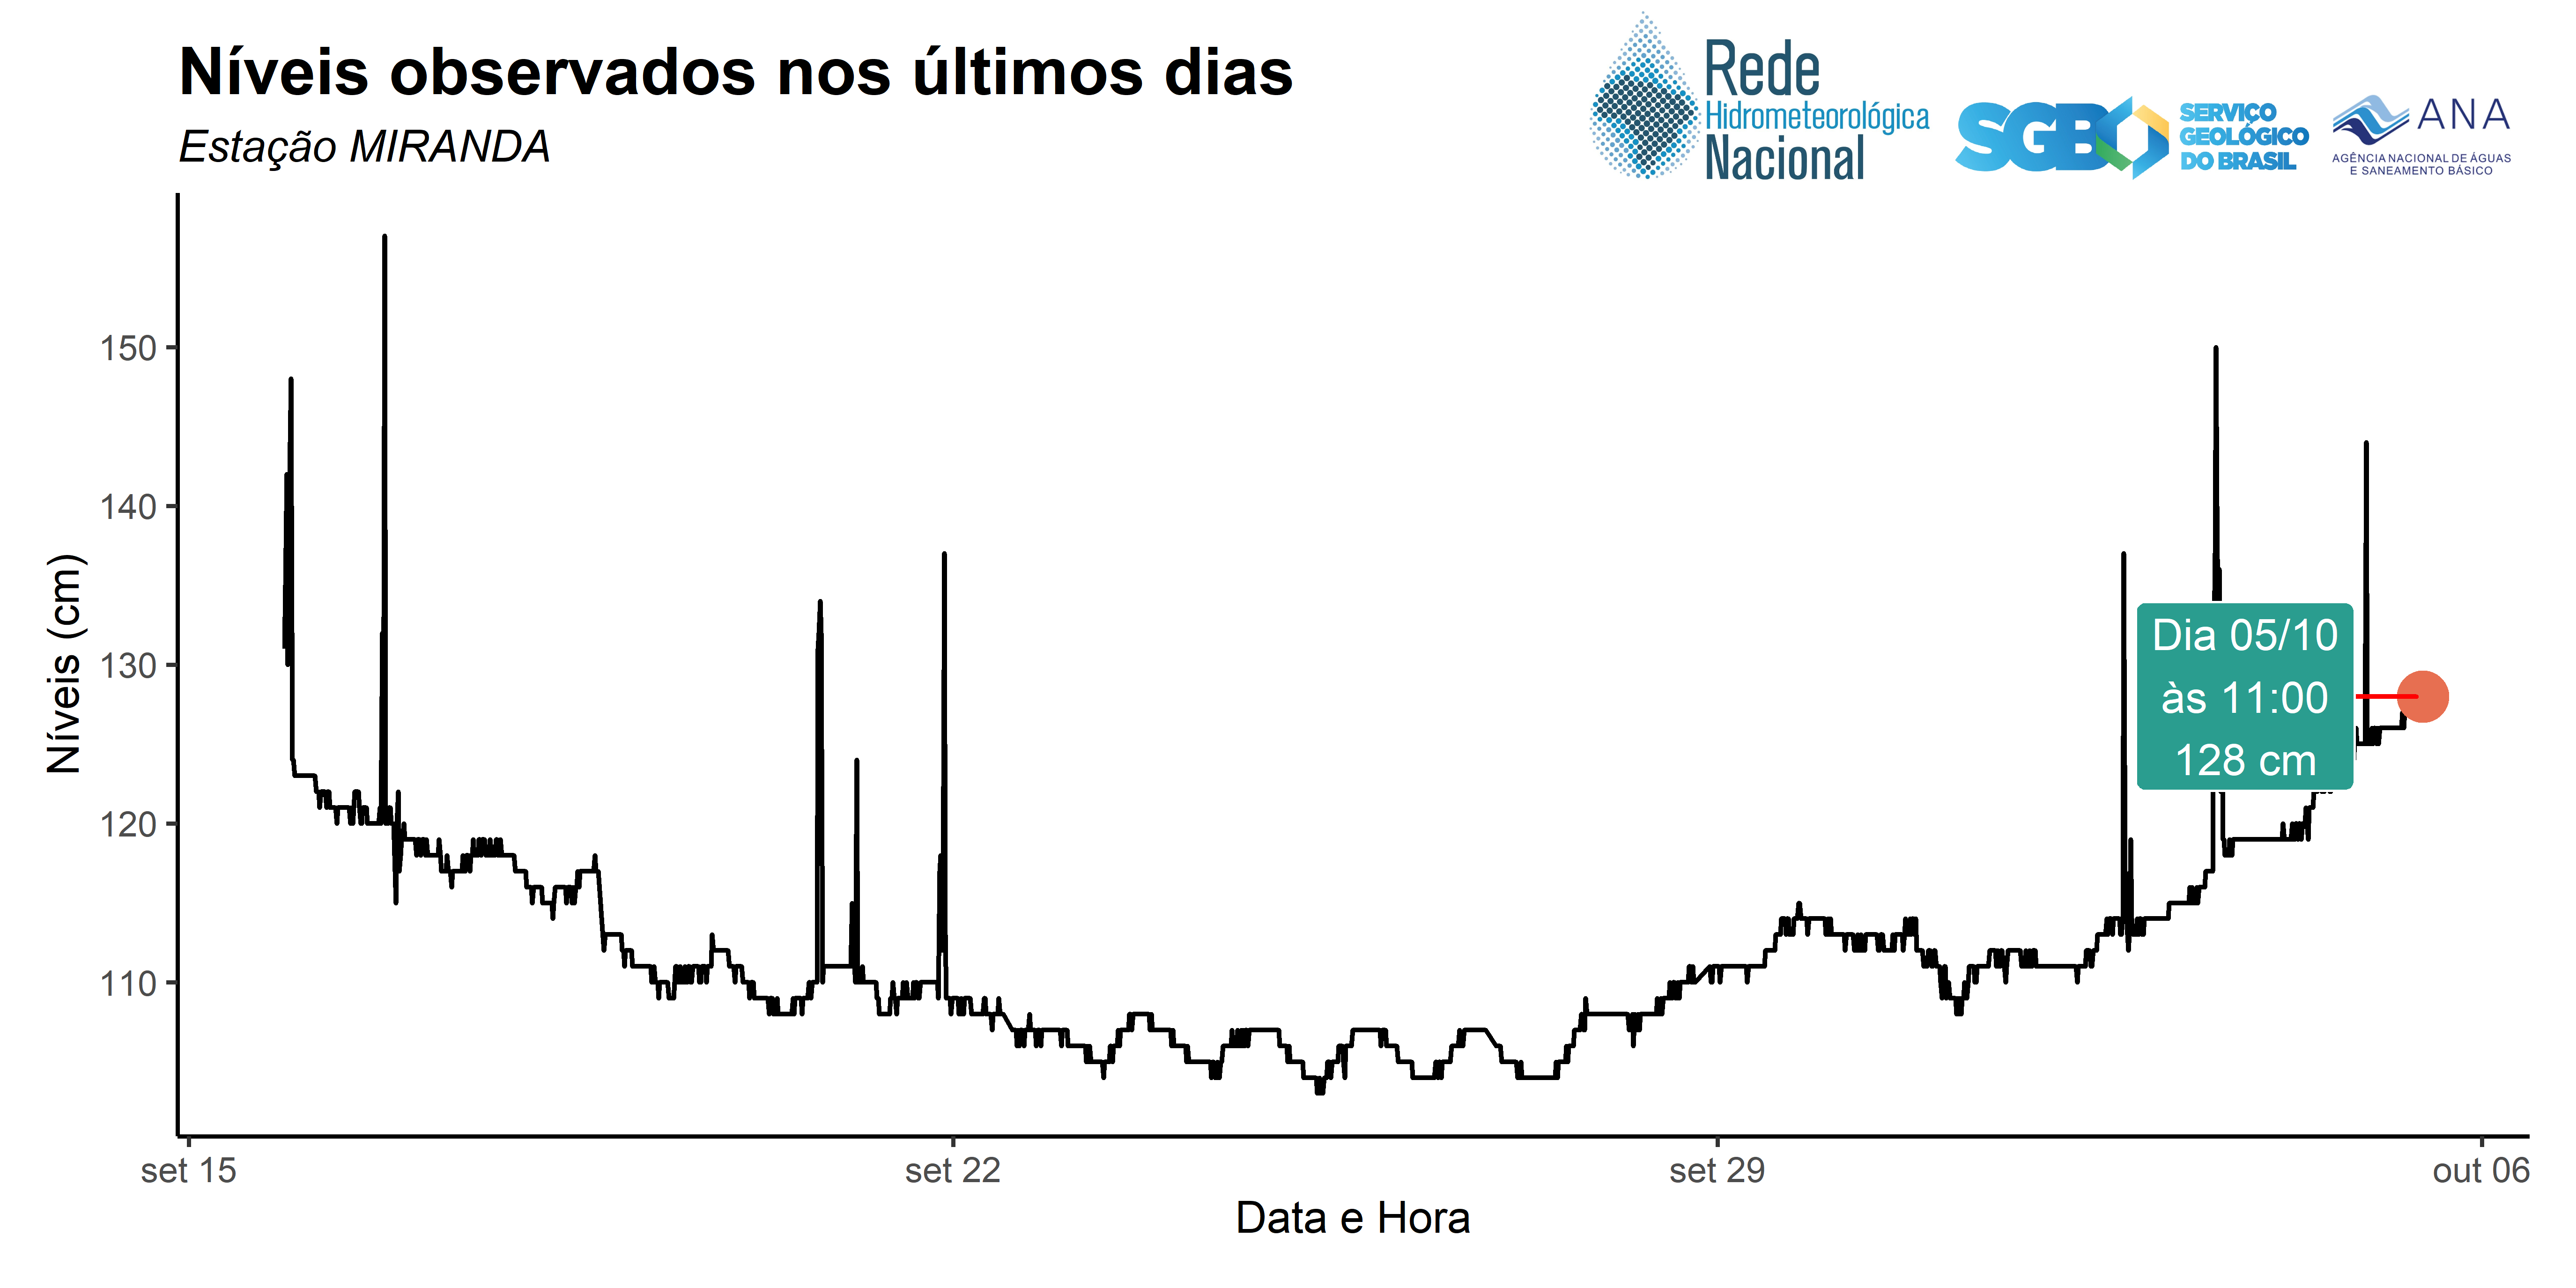 Níveis observados nos últimos dias
Estação MIRANDA
Rede
Hidrometeorológica
Nacional
SGB
SERVIÇO
GEOLÓGICO
DO BRASIL
ANA
AGÊNCIA NACIONAL DE ÁGUAS
E SANEAMENTO BÁSICO
Níveis (cm)
150
140
130
120
110
Dia 05/10
às 11:00
128 cm
set 15
set 22
set 29
out 06
Data e Hora